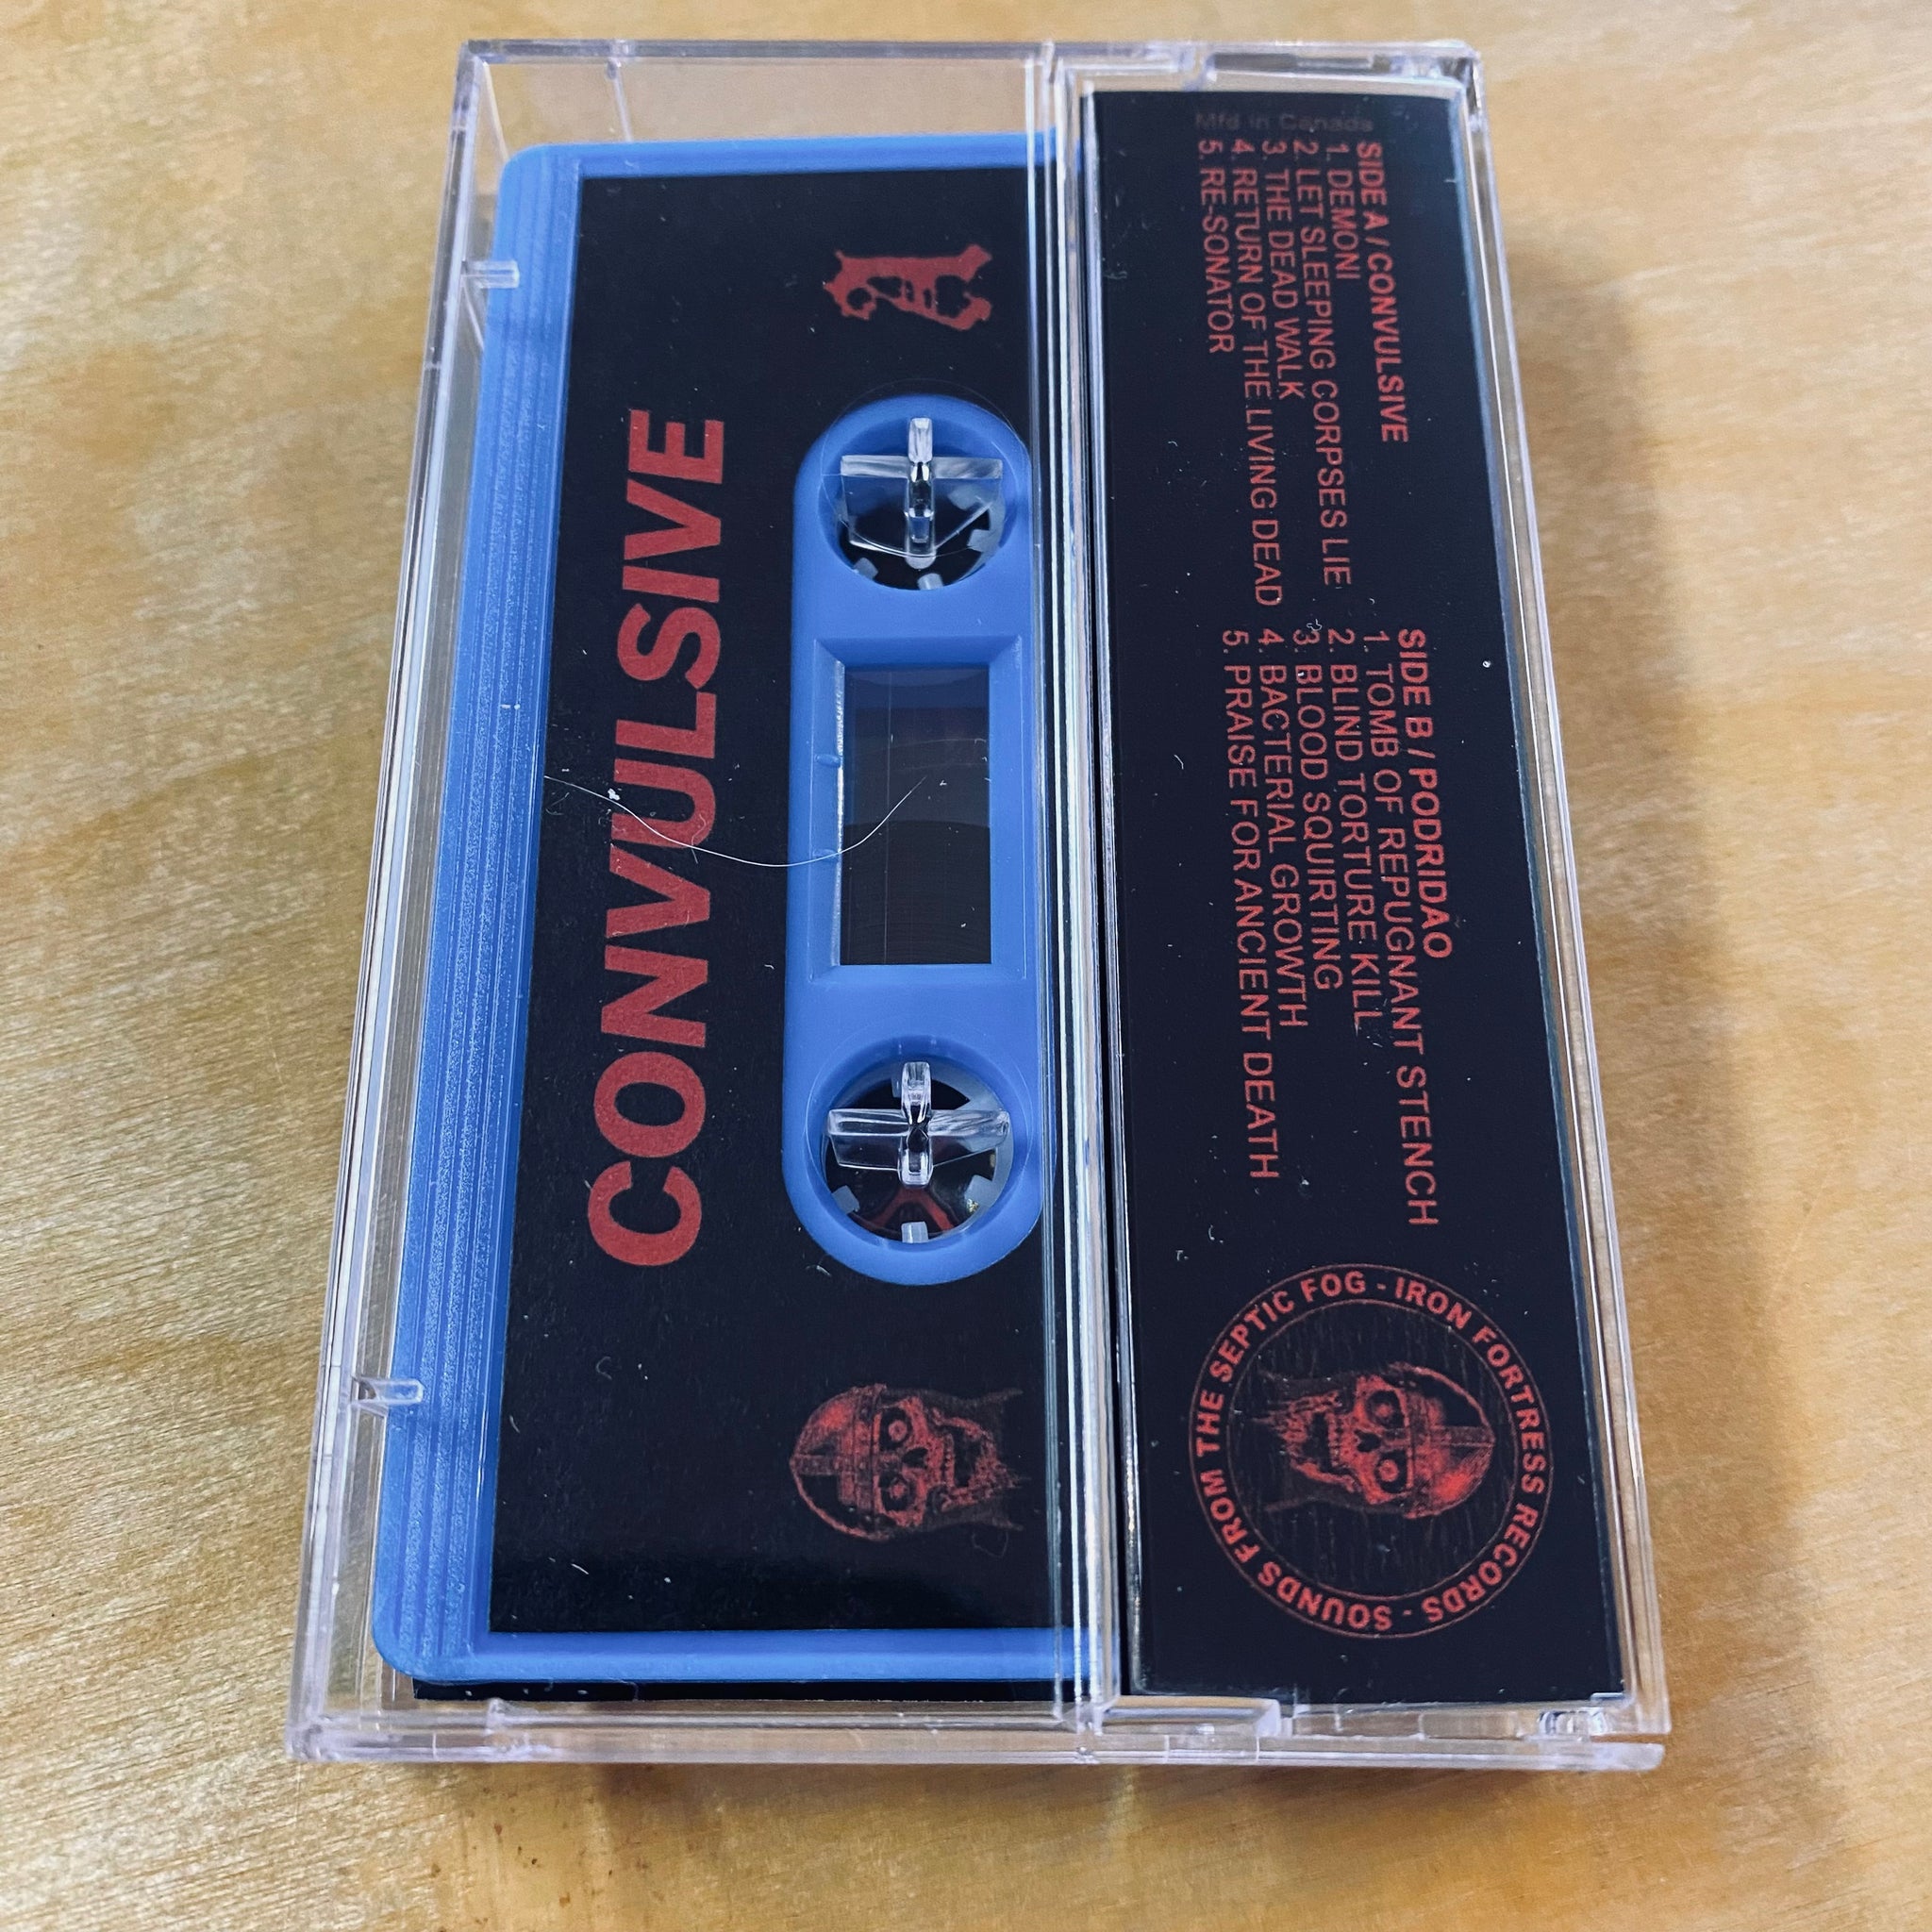 A
CONVULSIVE
SIDE A / CONVULSIVE
1. DEMONI
2. LET SLEEPING CORPSES LIE
3. THE DEAD WALK
4. RETURN OF THE LIVING DEAD
5. RE-SONATOR
Mfd in Canada
SIDE B / PODRIDAO
1. TOMB OF REPUGNANT STENCH
2. BLIND TORTURE KILL
3. BLOOD SQUIRTING
4. BACTERIAL GROWTH
5. PRAISE FOR ANCIENT DEATH
IRON FORTRESS RECORDS - SOUNDS FROM THE SEPTIC FOG -